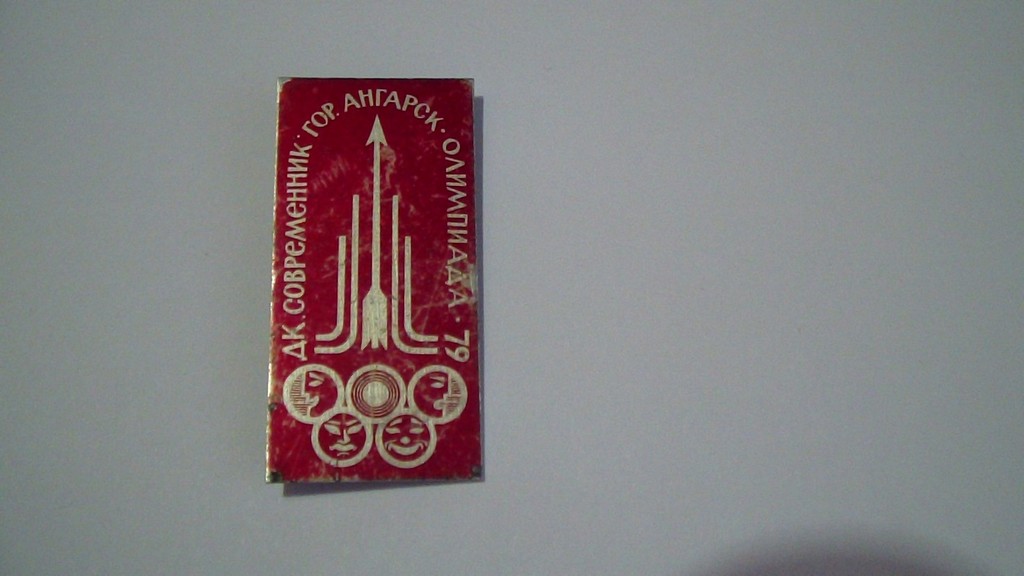 ДК. СОВРЕМЕННИК ГОР. АНГАРСК · ОЛИМПИАДА · 79